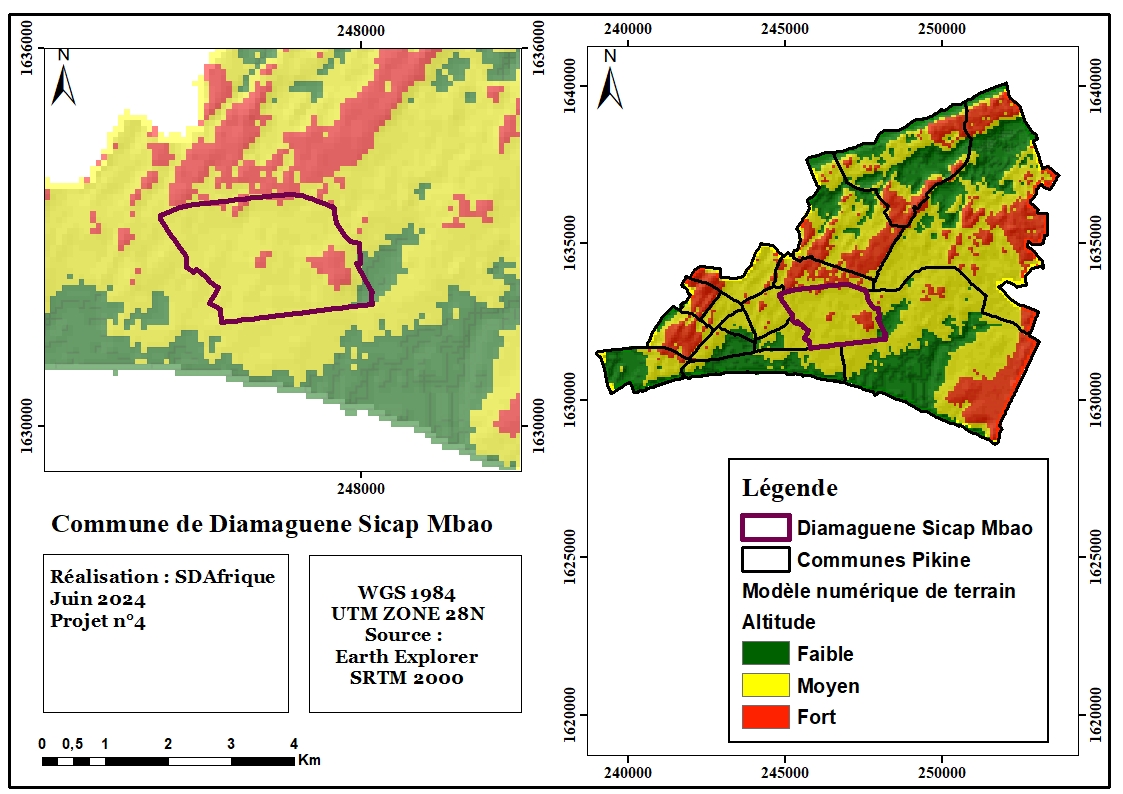 248000
1636000
1636000
N
1630000
1630000
248000
240000
245000
250000
N
1640000
1640000
1635000
1635000
1630000
1630000
1625000
1625000
1620000
1620000
240000
245000
250000
Commune de Diamaguene Sicap Mbao
Réalisation : SDAfrique
Juin 2024
Projet n°4
WGS 1984
UTM ZONE 28N
Source :
Earth Explorer
SRTM 2000
0 0,5 1 2 3 4
Km
Légende
Diamaguene Sicap Mbao
Communes Pikine
Modèle numérique de terrain
Altitude
Faible
Moyen
Fort